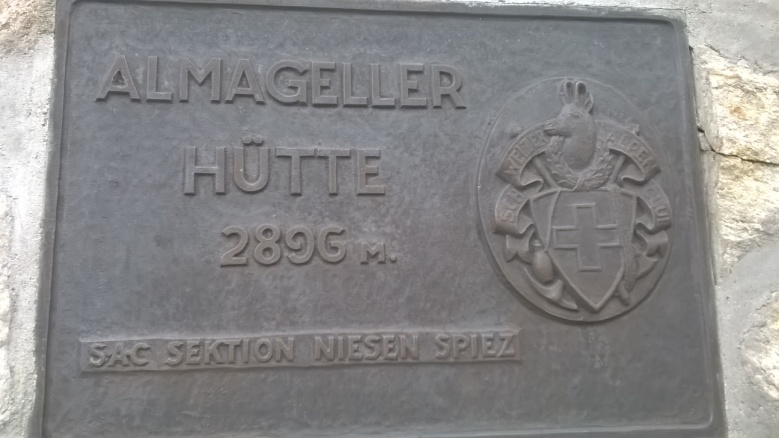 ALMAGELLER
HÜTTE
2896 M.
SAC SEKTION NIESEN SPIEZ